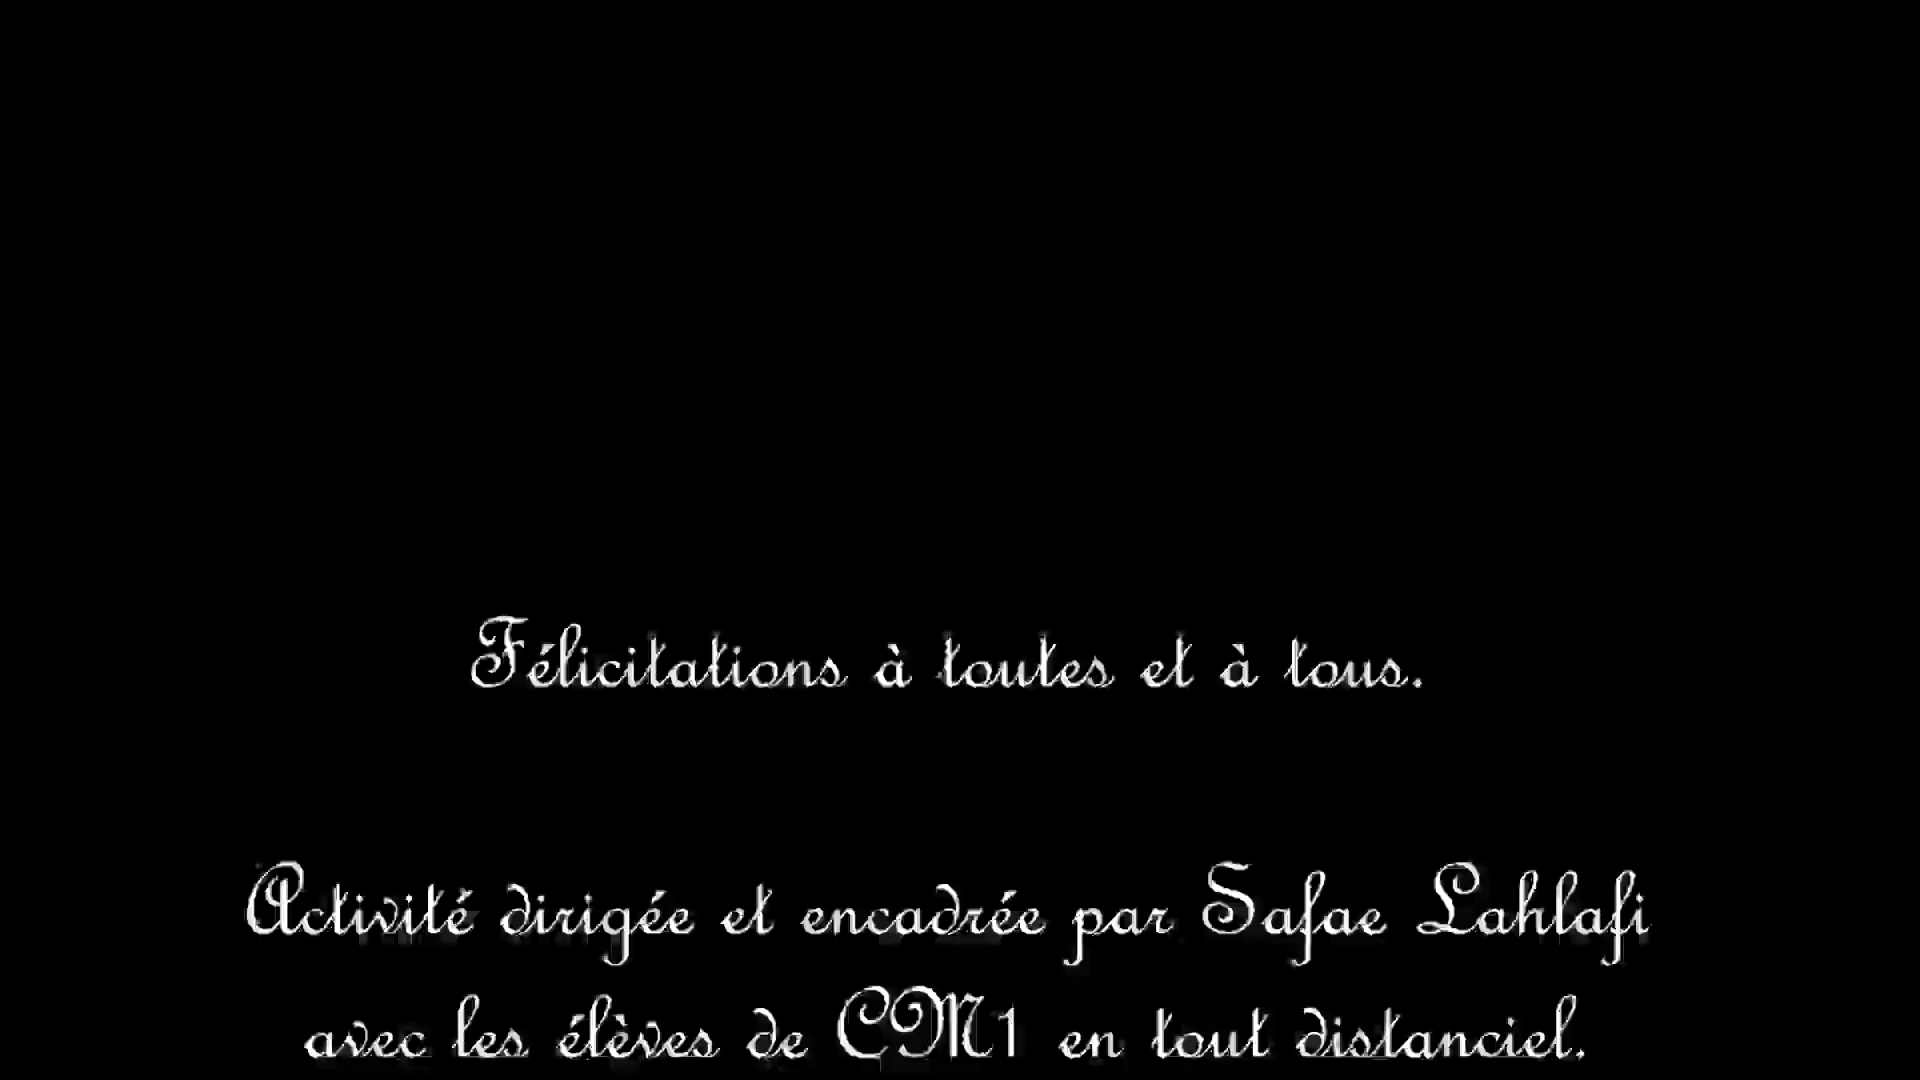 Félicitations à toutes et à tous.
Activité dirigée et encadrée par Safae Lahlafi
avec les élèves de CM1 en tout distanciel.